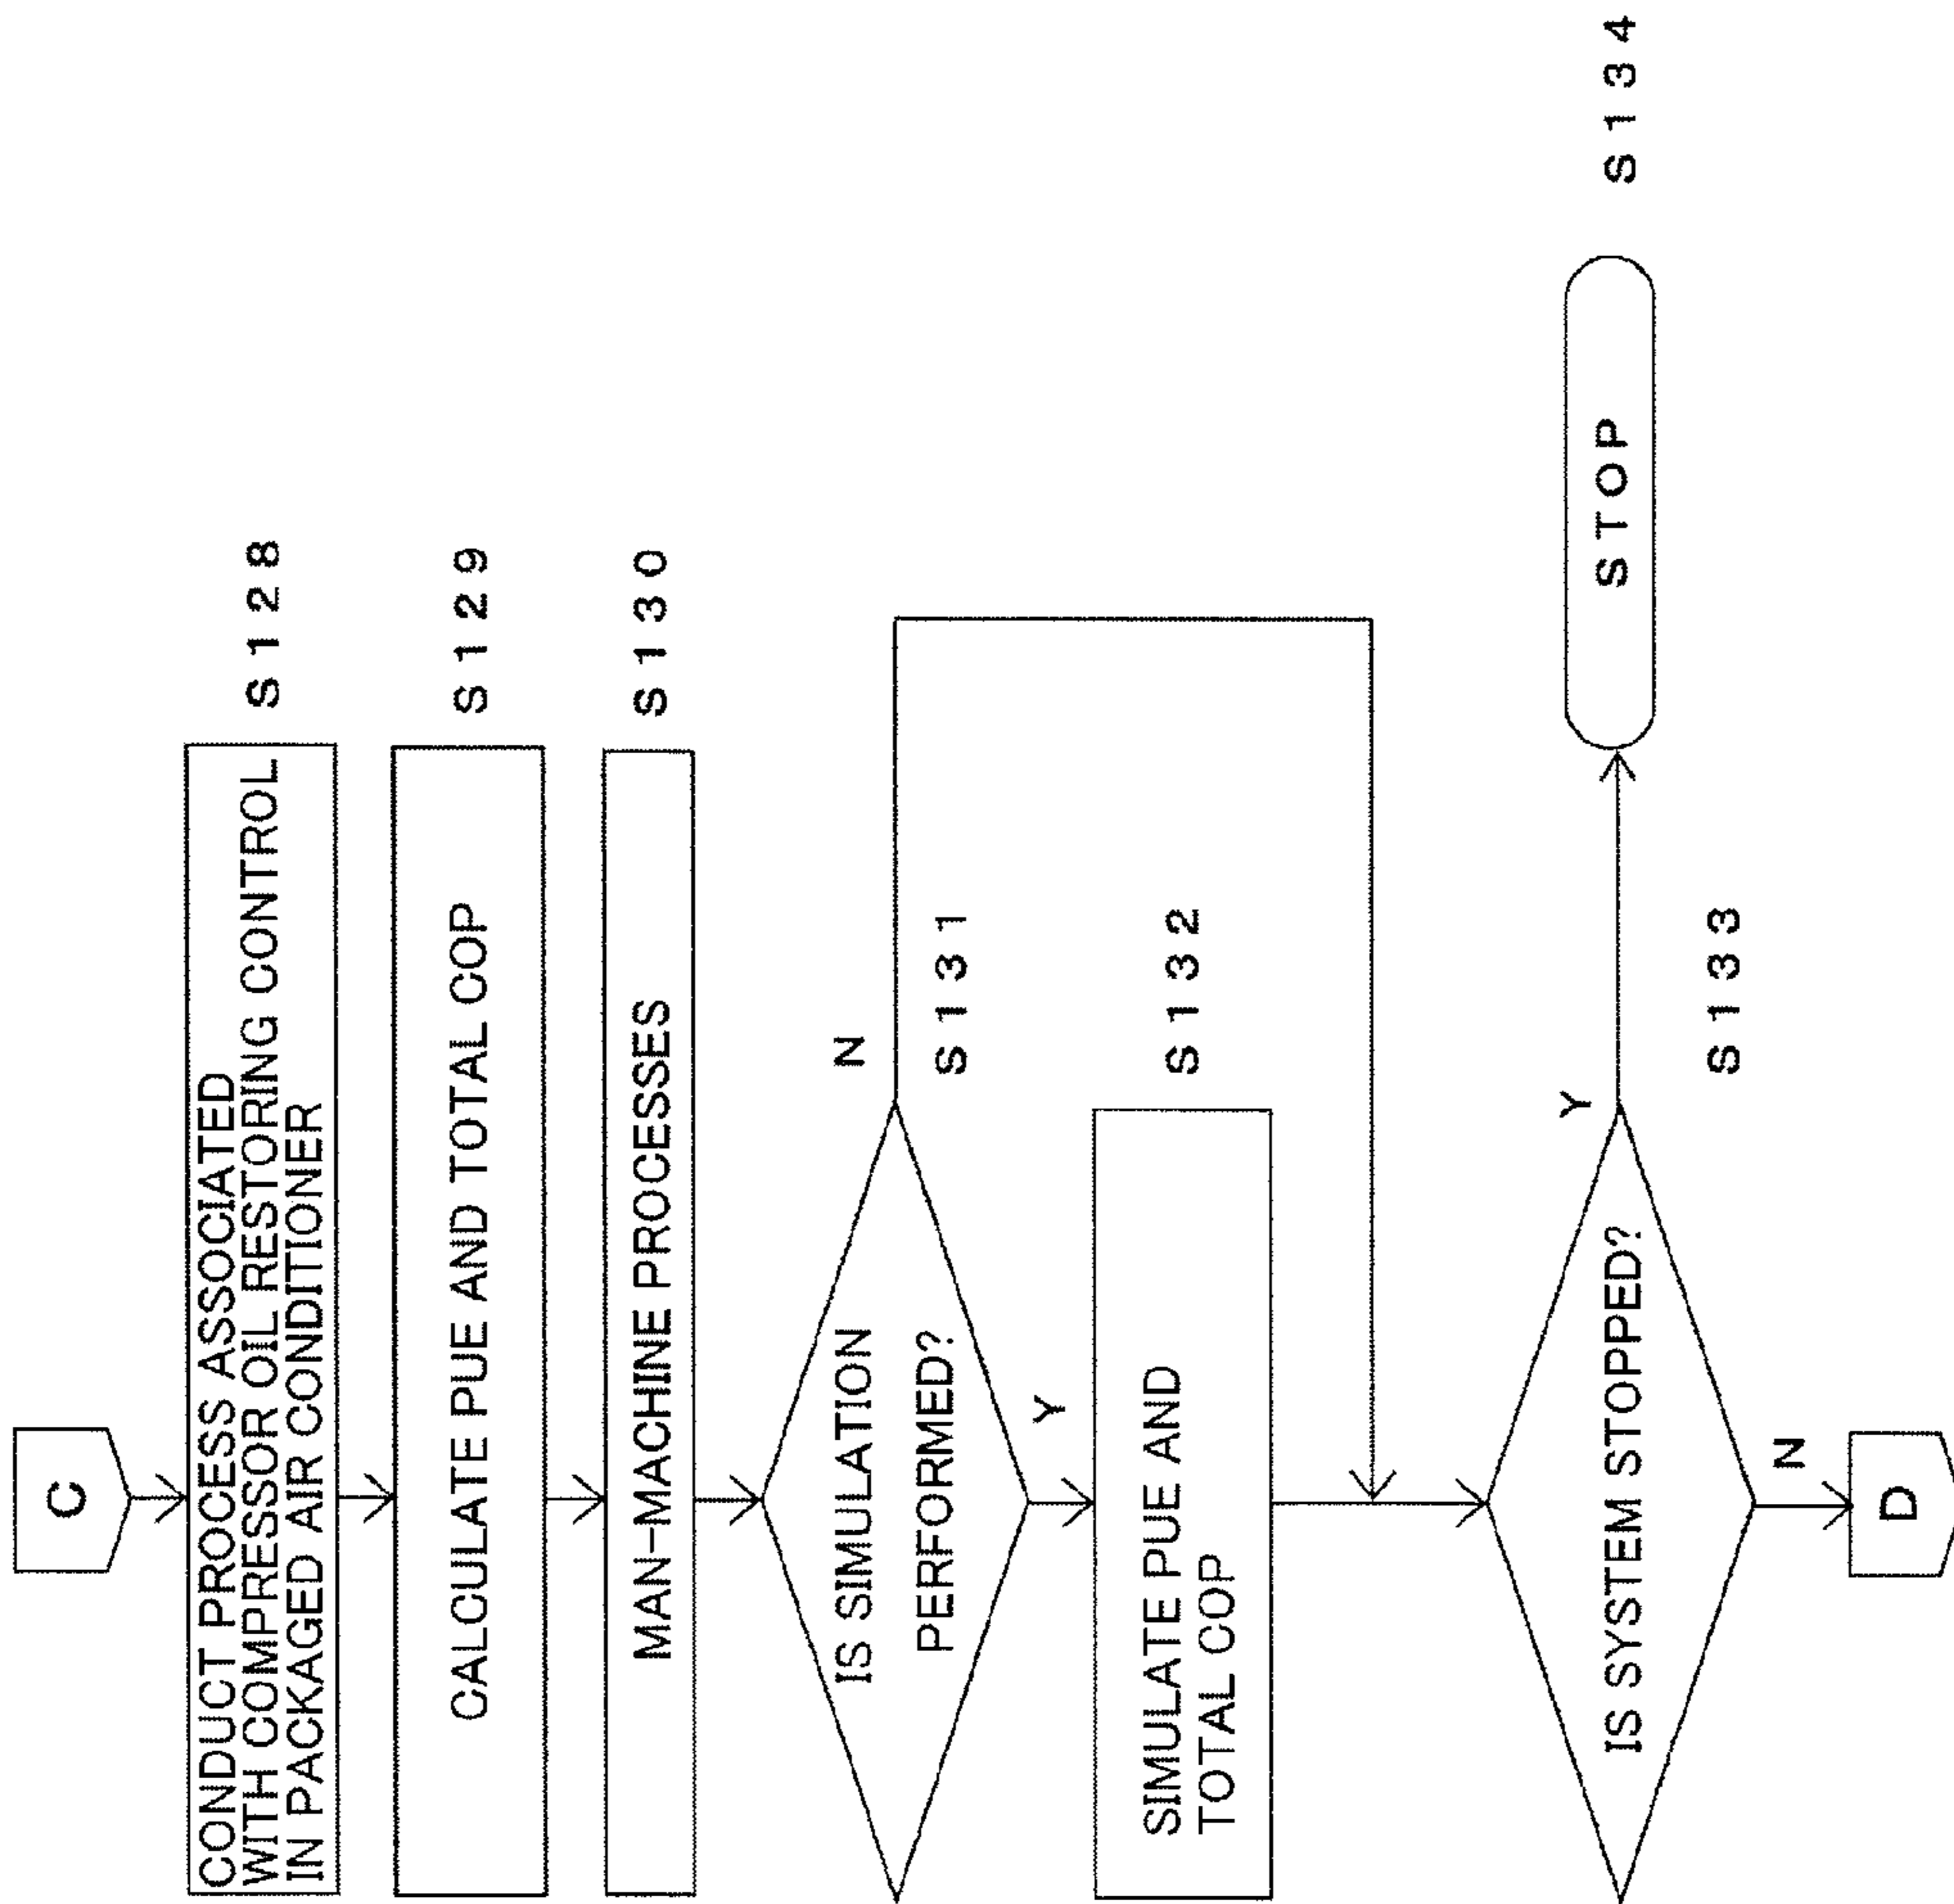 C
CONDUCT PROCESS ASSOCIATED
WITH COMPRESSOR OIL RESTORING CONTROL
IN PACKAGED AIR CONDITIONER
S128
CALCULATE PUE AND TOTAL COP
S129
MAN-MACHINE PROCESSES
S130
IS SIMULATION
PERFORMED?
N
S131
Y
SIMULATE PUE AND
TOTAL COP
S132
IS SYSTEM STOPPED?
Y
S133
STOP
S134
N
D